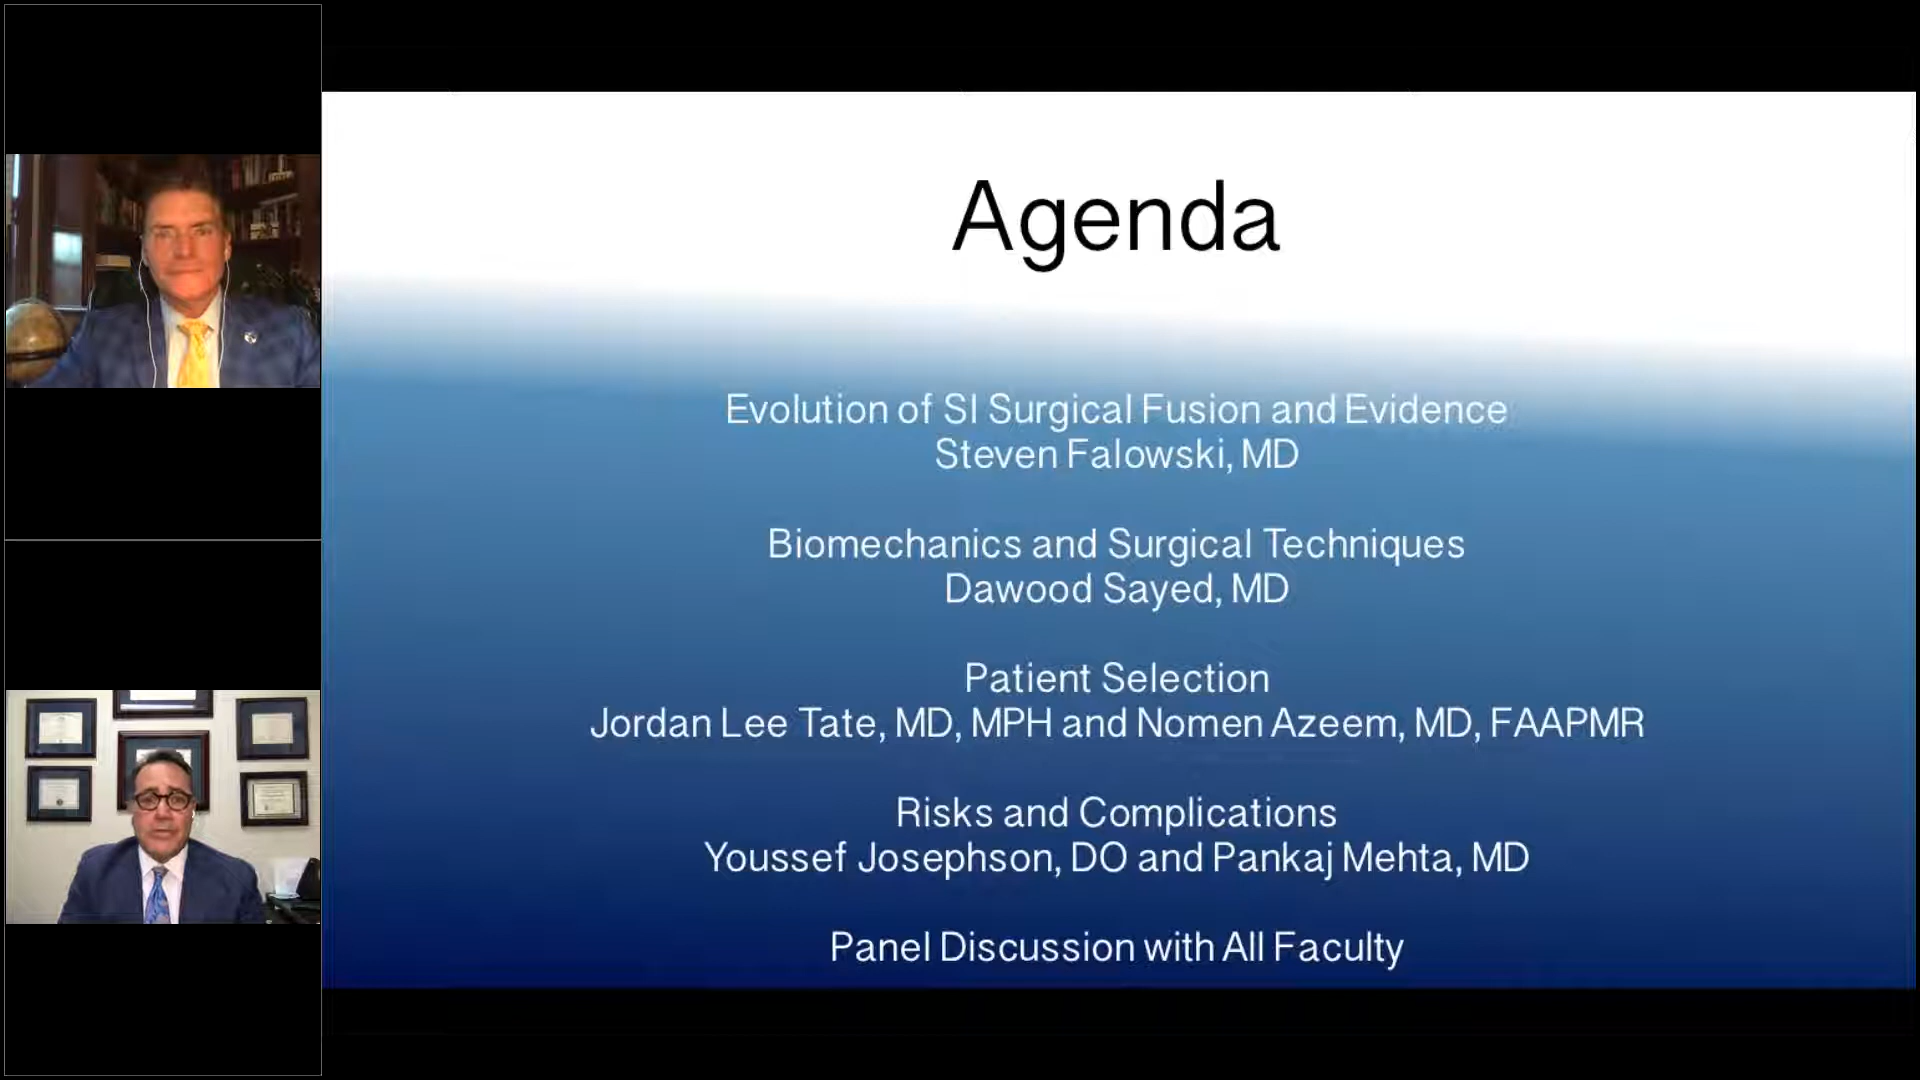 Agenda
Evolution of SI Surgical Fusion and Evidence
Steven Falowski, MD
Biomechanics and Surgical Techniques
Dawood Sayed, MD
Patient Selection
Jordan Lee Tate, MD, MPH and Nomen Azeem, MD, FAAPMR
Risks and Complications
Youssef Josephson, DO and Pankaj Mehta, MD
Panel Discussion with All Faculty